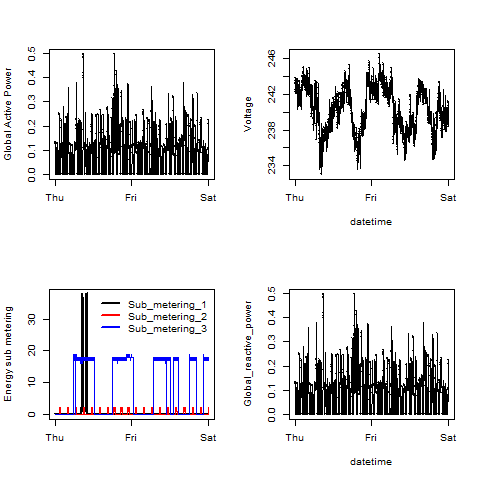 Global Active Power
0.0 0.1 0.2 0.3 0.4 0.5
Thu Fri Sat
Voltage
234 238 242 246
Thu Fri Sat
datetime
Energy sub metering
0 10 20 30
Sub_metering_1
Sub_metering_2
Sub_metering_3
Thu Fri Sat
Global_reactive_power
0.0 0.1 0.2 0.3 0.4 0.5
Thu Fri Sat
datetime